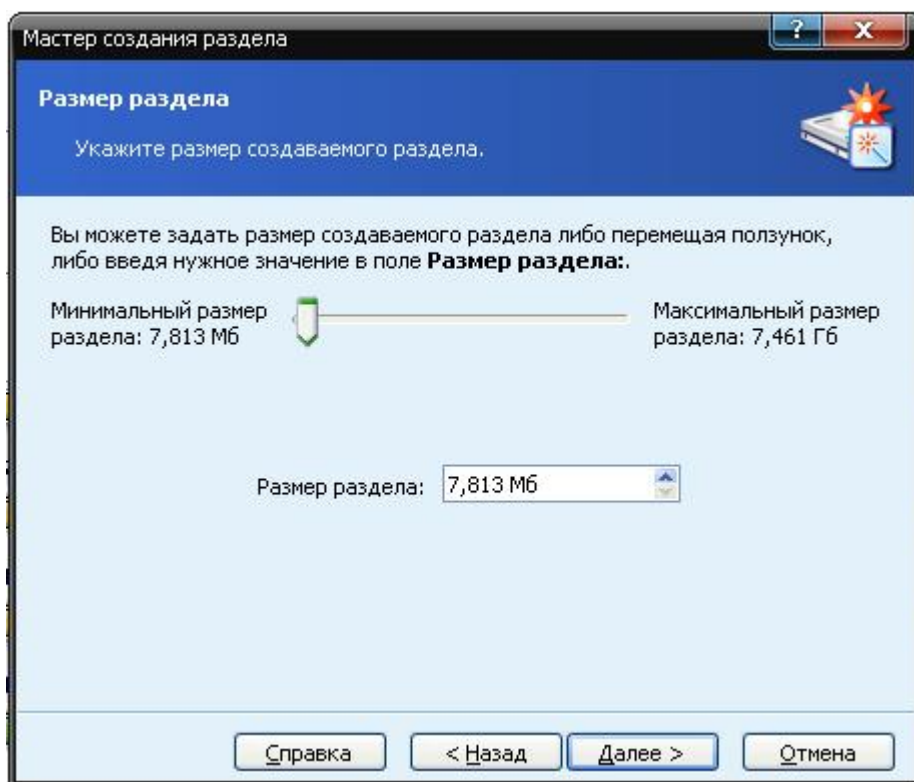 Мастер создания раздела
?
X
Размер раздела
Укажите размер создаваемого раздела.
Вы можете задать размер создаваемого раздела либо перемещая ползунок,
либо введя нужное значение в поле Размер раздела:.
Минимальный размер
раздела: 7,813 Мб
Максимальный размер
раздела: 7,461 Гб
Размер раздела: 7,813 Мб
Справка < Назад Далее > Отмена